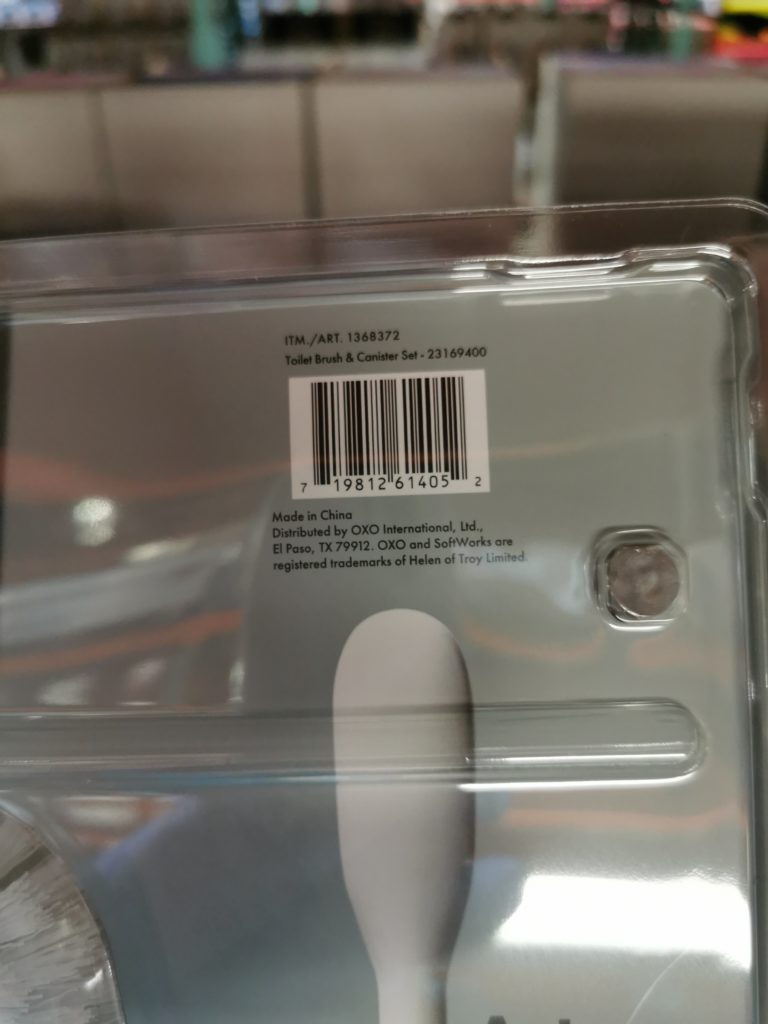 ITM./ART. 1368372
Toilet Brush & Canister Set - 23169400
7 19812 61405 2
Made in China
Distributed by OXO International, Ltd.,
El Paso, TX 79912. OXO and SoftWorks are
registered trademarks of Helen of Troy Limited.